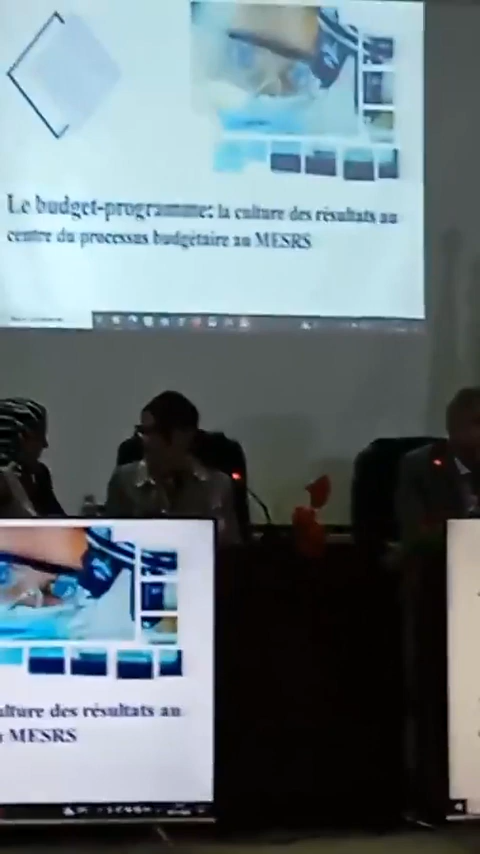 Le budget-programme: la culture des résultats au
centre du processus budgétaire au MESRS
ulture des résultats au
MESRS